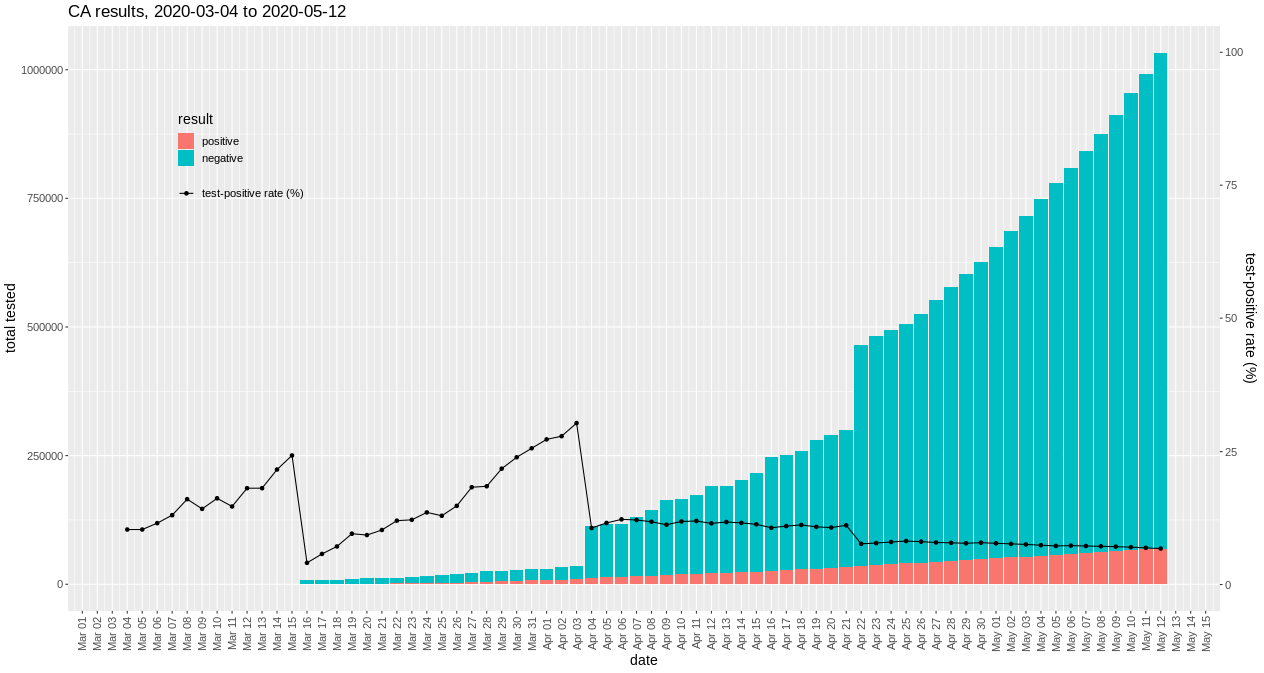 CA results, 2020-03-04 to 2020-05-12
result
positive
negative
test-positive rate (%)
total tested
1000000
750000
500000
250000
0
100
75
50
25
0
test-positive rate (%)
Mar 01
Mar 02
Mar 03
Mar 04
Mar 05
Mar 06
Mar 07
Mar 08
Mar 09
Mar 10
Mar 11
Mar 12
Mar 13
Mar 14
Mar 15
Mar 16
Mar 17
Mar 18
Mar 19
Mar 20
Mar 21
Mar 22
Mar 23
Mar 24
Mar 25
Mar 26
Mar 27
Mar 28
Mar 29
Mar 30
Mar 31
Apr 01
Apr 02
Apr 03
Apr 04
Apr 05
Apr 06
Apr 07
Apr 08
Apr 09
Apr 10
Apr 11
Apr 12
Apr 13
Apr 14
Apr 15
Apr 16
Apr 17
Apr 18
Apr 19
Apr 20
Apr 21
Apr 22
Apr 23
Apr 24
Apr 25
Apr 26
Apr 27
Apr 28
Apr 29
Apr 30
May 01
May 02
May 03
May 04
May 05
May 06
May 07
May 08
May 09
May 10
May 11
May 12
May 13
May 14
May 15
date